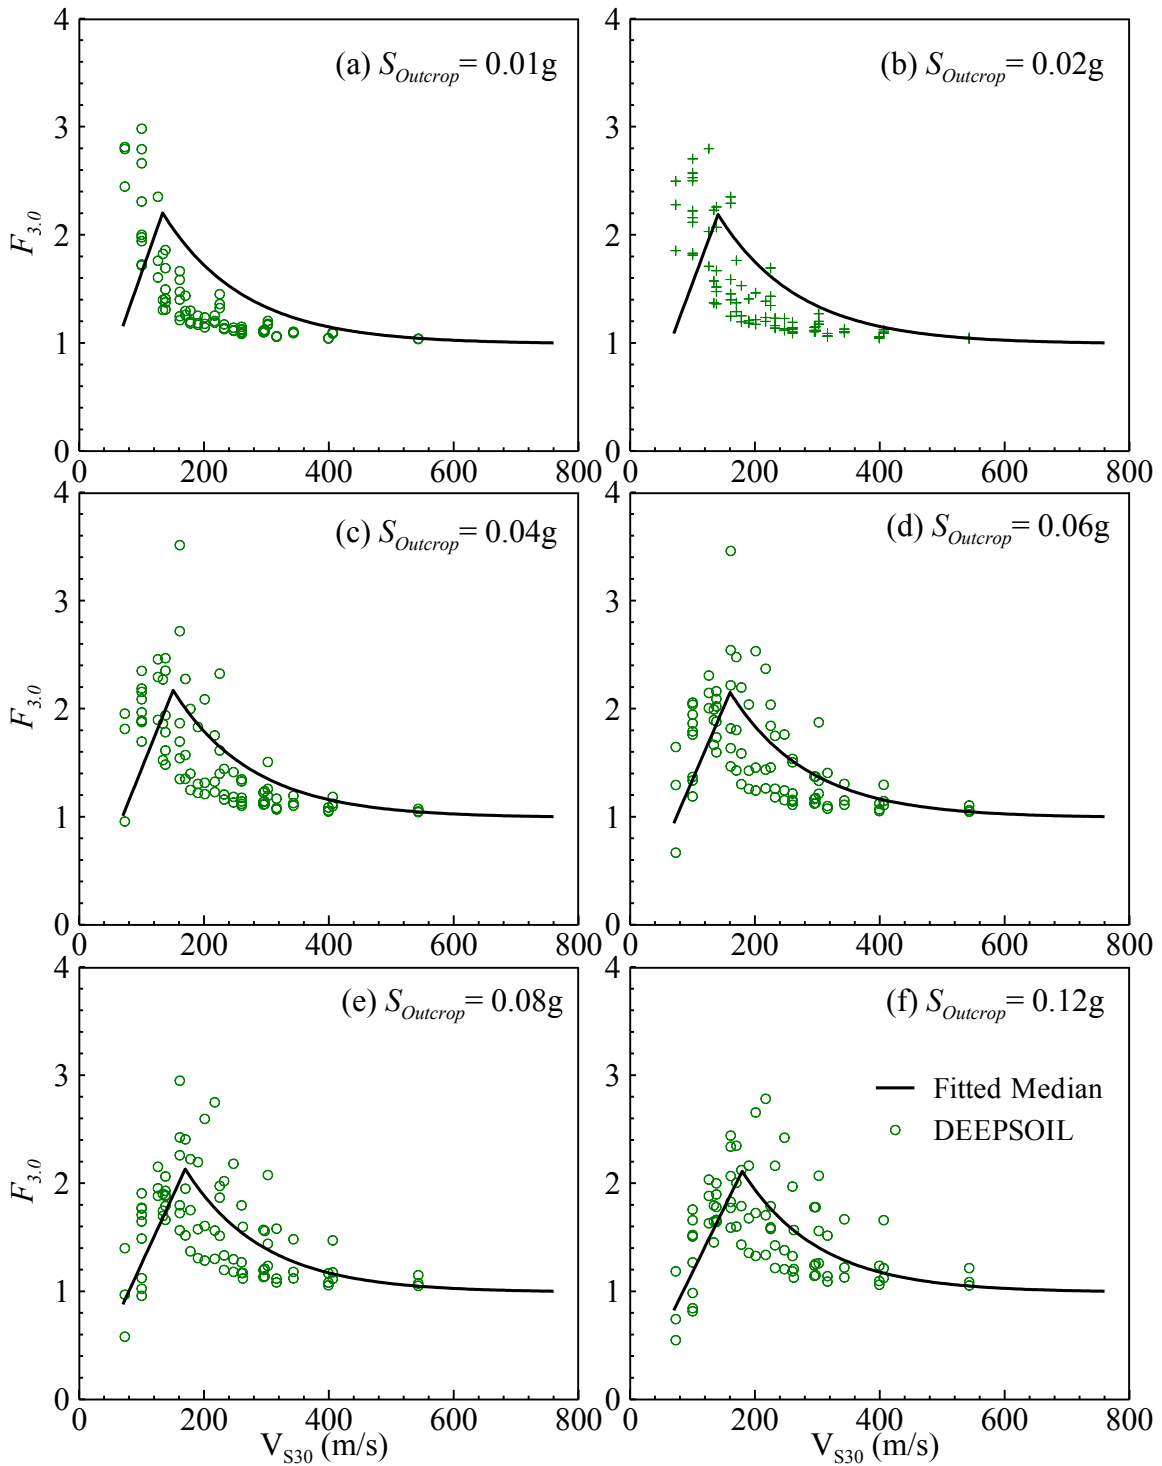 4
3
2
1
0
F3.0
(a) SOutcrop= 0.01g
0 200 400 600 800
4
3
2
1
0
(b) SOutcrop= 0.02g
0 200 400 600 800
4
3
2
1
0
F3.0
(c) SOutcrop= 0.04g
0 200 400 600 800
4
3
2
1
0
(d) SOutcrop= 0.06g
0 200 400 600 800
4
3
2
1
0
F3.0
(e) SOutcrop= 0.08g
0 200 400 600 800
VS30 (m/s)
4
3
2
1
0
(f) SOutcrop= 0.12g
Fitted Median
DEEPSOIL
0 200 400 600 800
VS30 (m/s)